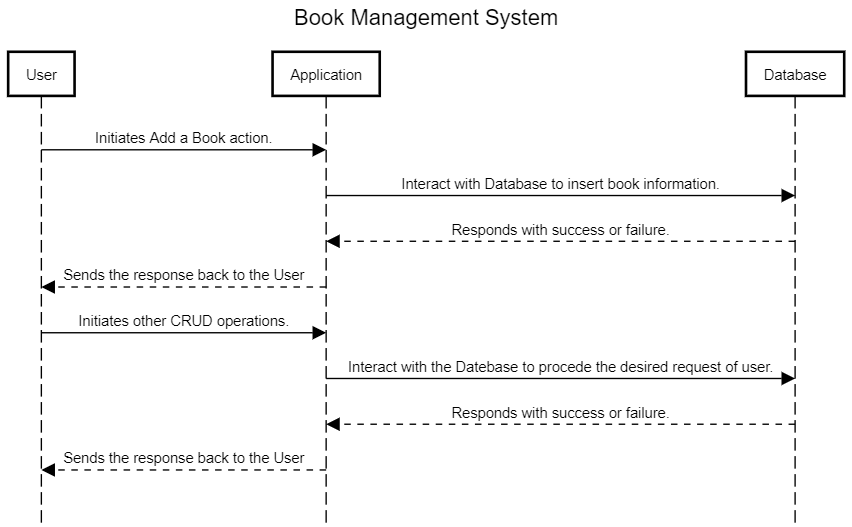 Book Management System
User
Application
Database
Initiates Add a Book action.
Interact with Database to insert book information.
Responds with success or failure.
Sends the response back to the User
Initiates other CRUD operations.
Interact with the Datebase to procede the desired request of user.
Responds with success or failure.
Sends the response back to the User